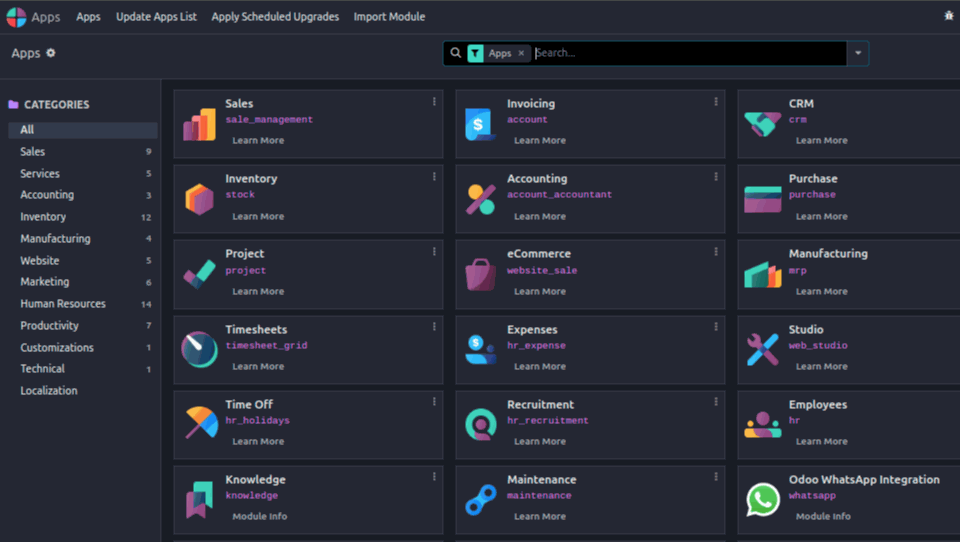 Apps Apps Update Apps List Apply Scheduled Upgrades Import Module
Apps
Apps × Search...
CATEGORIES
All
Sales 9
Services 5
Accounting 3
Inventory 12
Manufacturing 4
Website 5
Marketing 6
Human Resources 14
Productivity 7
Customizations 1
Technical 1
Localization
Sales
sale_management
Learn More
Invoicing
account
Learn More
CRM
crm
Learn More
Inventory
stock
Learn More
Accounting
account_accountant
Learn More
Purchase
purchase
Learn More
Project
project
Learn More
eCommerce
website_sale
Learn More
Manufacturing
mrp
Learn More
Timesheets
timesheet_grid
Learn More
Expenses
hr_expense
Learn More
Studio
web_studio
Learn More
Time Off
hr_holidays
Learn More
Recruitment
hr_recruitment
Learn More
Employees
hr
Learn More
Knowledge
knowledge
Module Info
Maintenance
maintenance
Learn More
Odoo WhatsApp Integration
whatsapp
Module Info